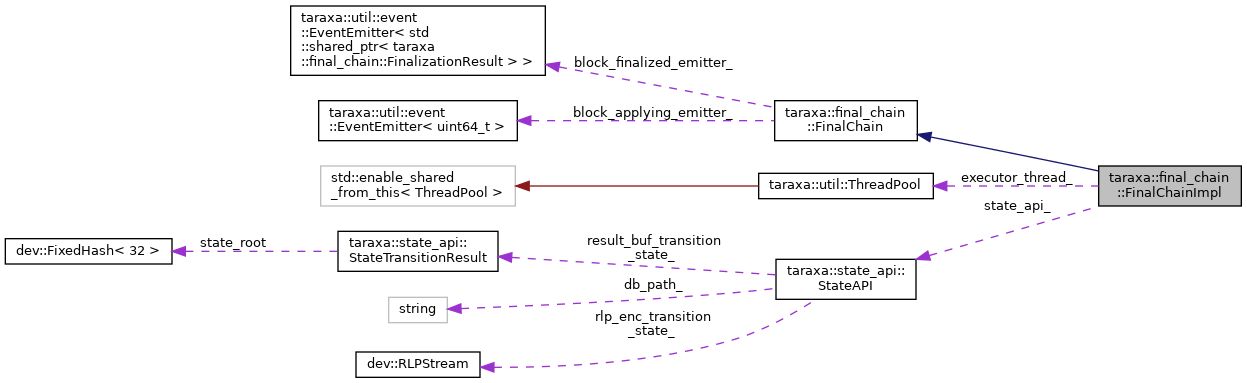 taraxa::util::event
::EventEmitter< std
::shared_ptr< taraxa
::final_chain::FinalizationResult > >
block_finalized_emitter_
taraxa::util::event
::EventEmitter< uint64_t >
block_applying_emitter_
taraxa::final_chain
::FinalChain
std::enable_shared
_from_this< ThreadPool >
taraxa::util::ThreadPool
executor_thread_
taraxa::final_chain
::FinalChainImpl
state_api_
dev::FixedHash< 32 >
state_root
taraxa::state_api::
StateTransitionResult
result_buf_transition
_state_
taraxa::state_api::
StateAPI
string
db_path_
rlp_enc_transition
_state_
dev::RLPStream